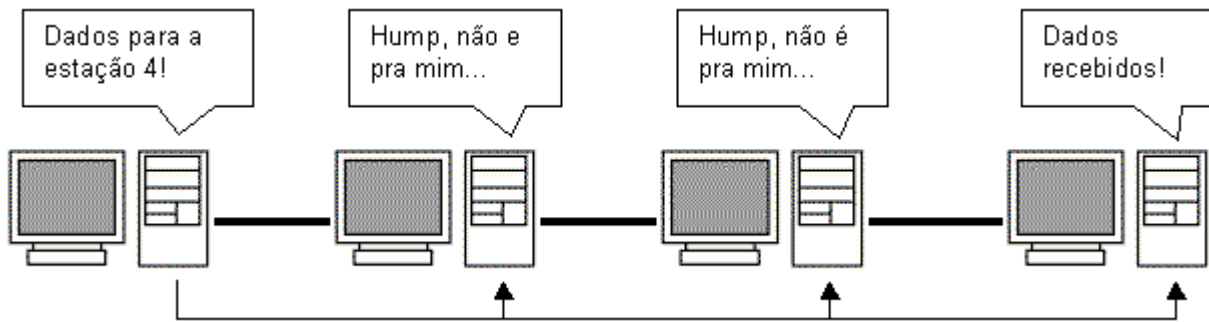 Dados para a
estação 4!
Hump, não e
pra mim...
Hump, não é
pra mim...
Dados
recebidos!